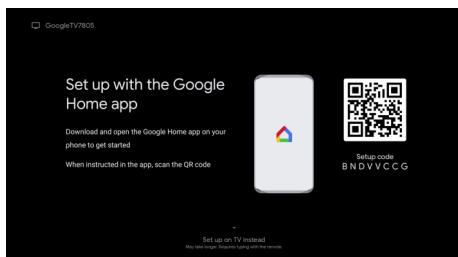 GoogleTV7805
Set up with the Google
Home app
Download and open the Google Home app on your
phone to get started
When instructed in the app, scan the QR code
Setup code
BNDVVCCG
Set up on TV instead
May take longer. Requires typing with the remote.